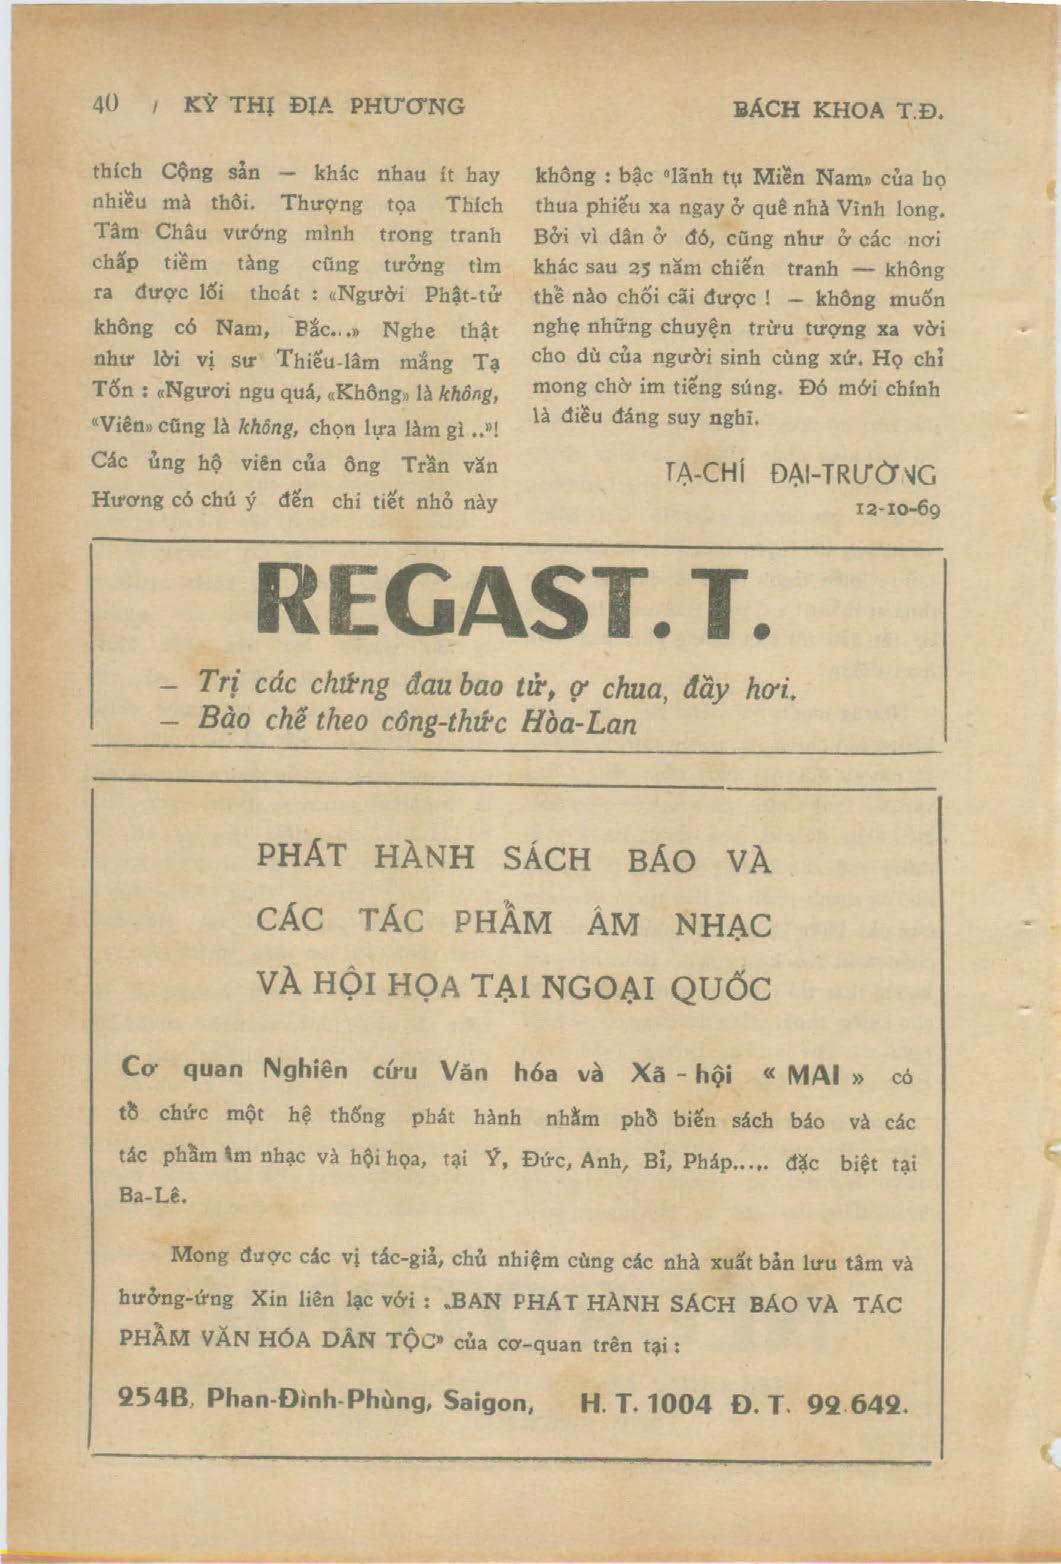 40 / KỲ THỊ ĐỊA PHƯƠNG
BÁCH KHOA T.Đ.
thích Cộng sản — khác nhau ít hay
nhiều mà thôi. Thượng tọa Thích
Tâm Châu vướng mình trong tranh
chấp tiềm tàng cũng tưởng tìm
ra được lối thoát : «Người Phật-tử
không có Nam, Bắc...» Nghe thật
như lời vị sư Thiếu-lâm mắng Tạ
Tốn : «Ngươi ngu quá, «Không» là không,
«Viên» cũng là không, chọn lựa làm gì ..»!
Các ủng hộ viên của ông Trần văn
Hương có chú ý đến chi tiết nhỏ này
không : bậc «lãnh tụ Miền Nam» của họ
thua phiếu xa ngay ở quê nhà Vĩnh long.
Bởi vì dân ở đó, cũng như ở các nơi
khác sau 25 năm chiến tranh — không
thể nào chối cãi được ! — không muốn
nghẹ những chuyện trừu tượng xa vời
cho dù của người sinh cùng xứ. Họ chỉ
mong chờ im tiếng súng. Đó mới chính
là điều đáng suy nghĩ.
TẠ-CHÍ ĐẠI-TRƯỜNG
12-10-69
REGAST. T.
— Trị các chứng đau bao tử, ợ chua, đầy hơi.
— Bào chế theo công-thức Hòa-Lan
PHÁT HÀNH SÁCH BÁO VÀ
CÁC TÁC PHẨM ÂM NHẠC
VÀ HỘI HỌA TẠI NGOẠI QUỐC
Cơ quan Nghiên cứu Văn hóa và Xã - hội « MAI » có
tổ chức một hệ thống phát hành nhằm phổ biến sách báo và các
tác phẩm âm nhạc và hội họa, tại Ý, Đức, Anh, Bỉ, Pháp..... đặc biệt tại
Ba-Lê.
Mong được các vị tác-giả, chủ nhiệm cùng các nhà xuất bản lưu tâm và
hưởng-ứng Xin liên lạc với : «BAN PHÁT HÀNH SÁCH BÁO VÀ TÁC
PHẨM VĂN HÓA DÂN TỘC» của cơ-quan trên tại :
254B, Phan-Đình-Phùng, Saigon, H. T. 1004 Đ. T. 92.642.